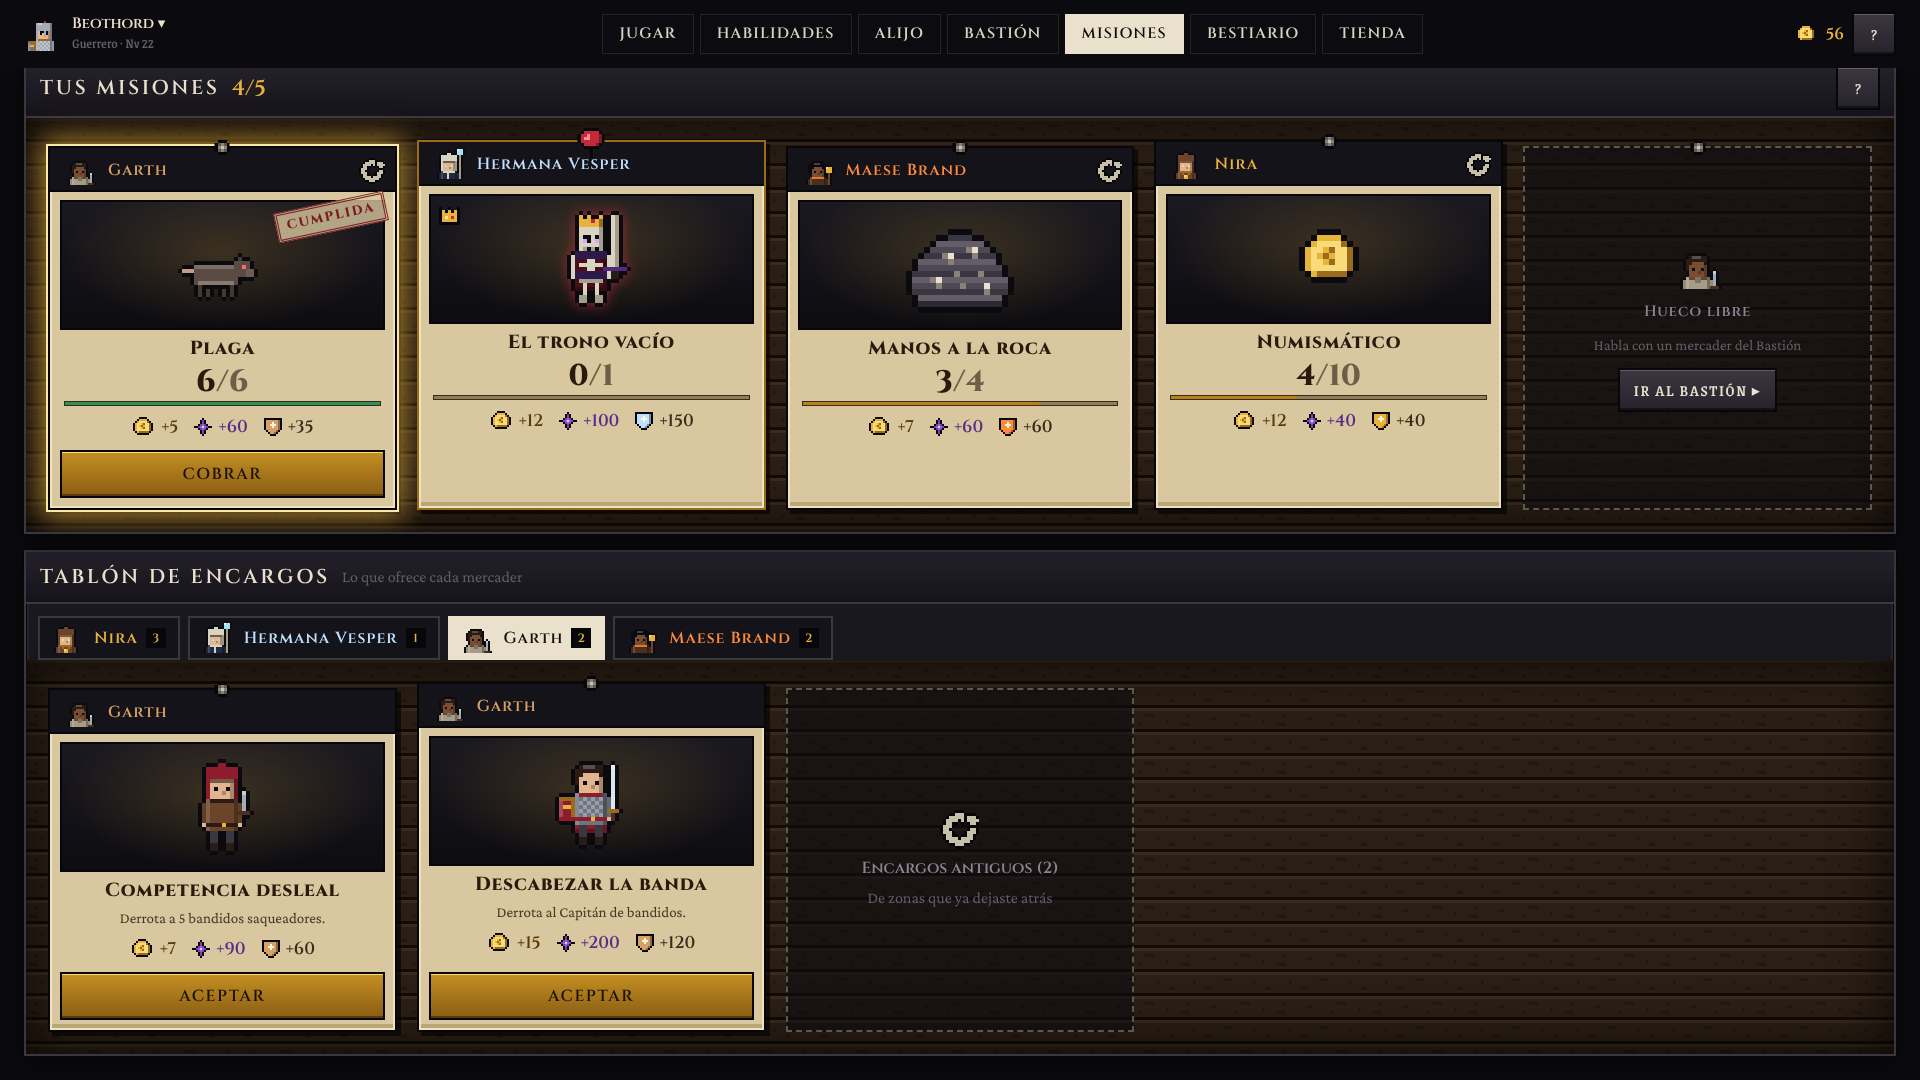 Beothord ▾
Guerrero · Nv 22
JUGAR
HABILIDADES
ALIJO
BASTIÓN
MISIONES
BESTIARIO
TIENDA
56
?
TUS MISIONES 4/5
?
Garth
CUMPLIDA
Plaga
6/6
+5 +60 +35
COBRAR
Hermana Vesper
El trono vacío
0/1
+12 +100 +150
Maese Brand
Manos a la roca
3/4
+7 +60 +60
Nira
Numismático
4/10
+12 +40 +40
Hueco libre
Habla con un mercader del Bastión
IR AL BASTIÓN ▸
TABLÓN DE ENCARGOS Lo que ofrece cada mercader
Nira 3
Hermana Vesper 1
Garth 2
Maese Brand 2
Garth
Competencia desleal
Derrota a 5 bandidos saqueadores.
+7 +90 +60
ACEPTAR
Garth
Descabezar la banda
Derrota al Capitán de bandidos.
+15 +200 +120
ACEPTAR
Encargos antiguos (2)
De zonas que ya dejaste atrás